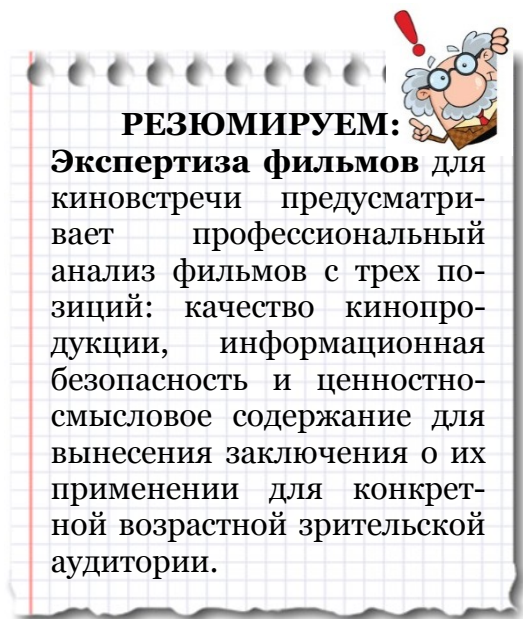 РЕЗЮМИРУЕМ:
Экспертиза фильмов для
киновстречи предусматри-
вает профессиональный
анализ фильмов с трех по-
зиций: качество кинопро-
дукции, информационная
безопасность и ценностно-
смысловое содержание для
вынесения заключения о их
применении для конкрет-
ной возрастной зрительской
аудитории.